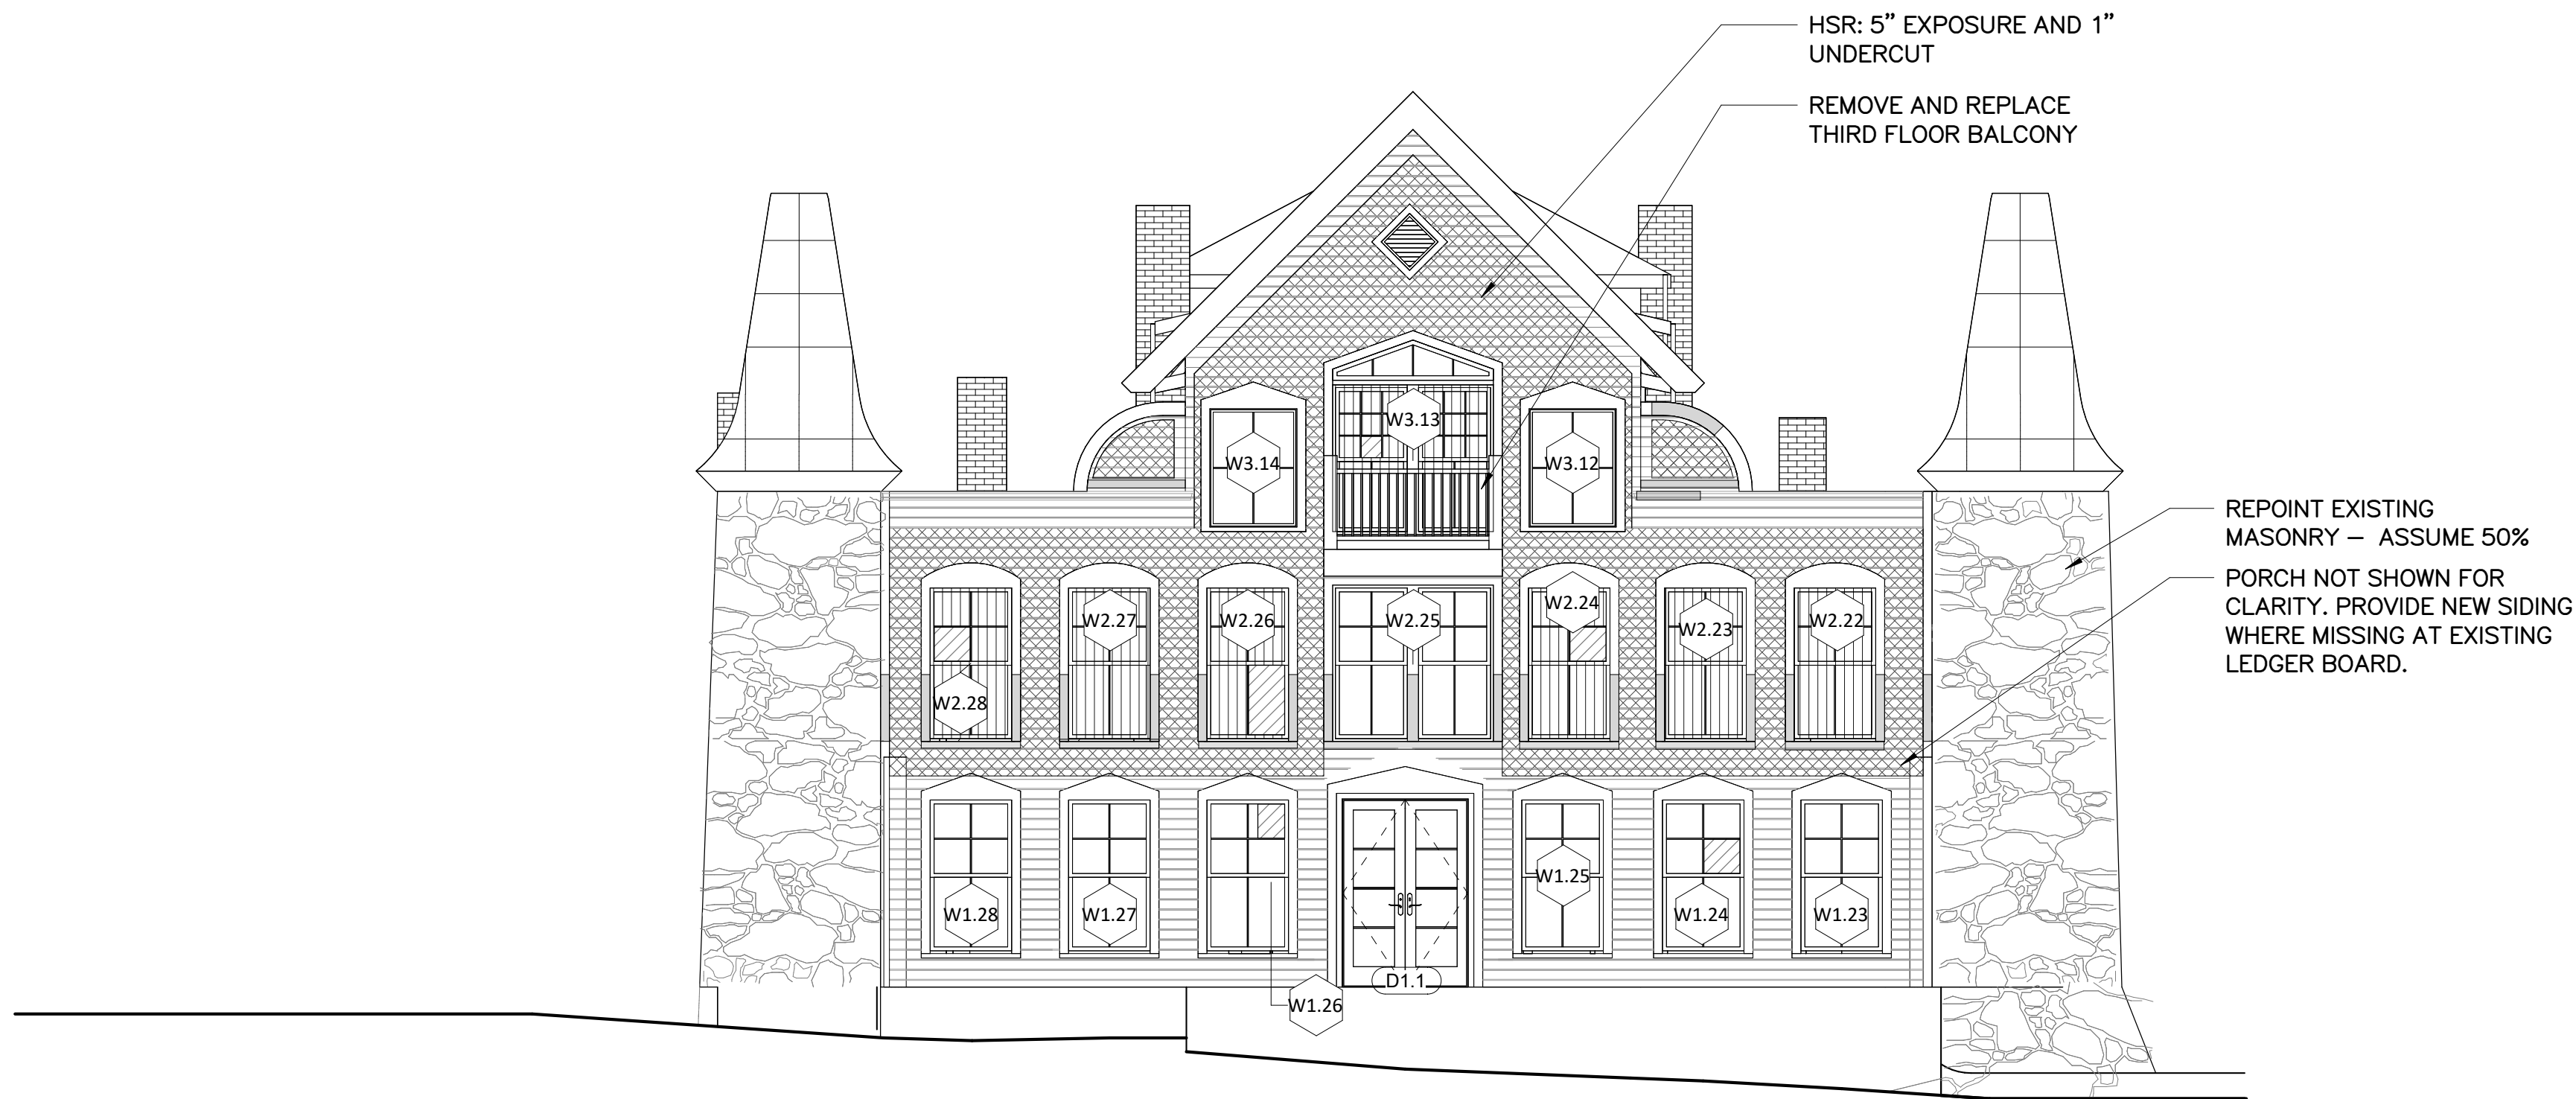 HSR: 5” EXPOSURE AND 1”
UNDERCUT
REMOVE AND REPLACE
THIRD FLOOR BALCONY
W3.14
W3.13
W3.12
REPOINT EXISTING
MASONRY – ASSUME 50%
PORCH NOT SHOWN FOR
CLARITY. PROVIDE NEW SIDING
WHERE MISSING AT EXISTING
LEDGER BOARD.
W2.28
W2.27
W2.26
W2.25
W2.24
W2.23
W2.22
W1.28
W1.27
W1.26
D1.1
W1.25
W1.24
W1.23